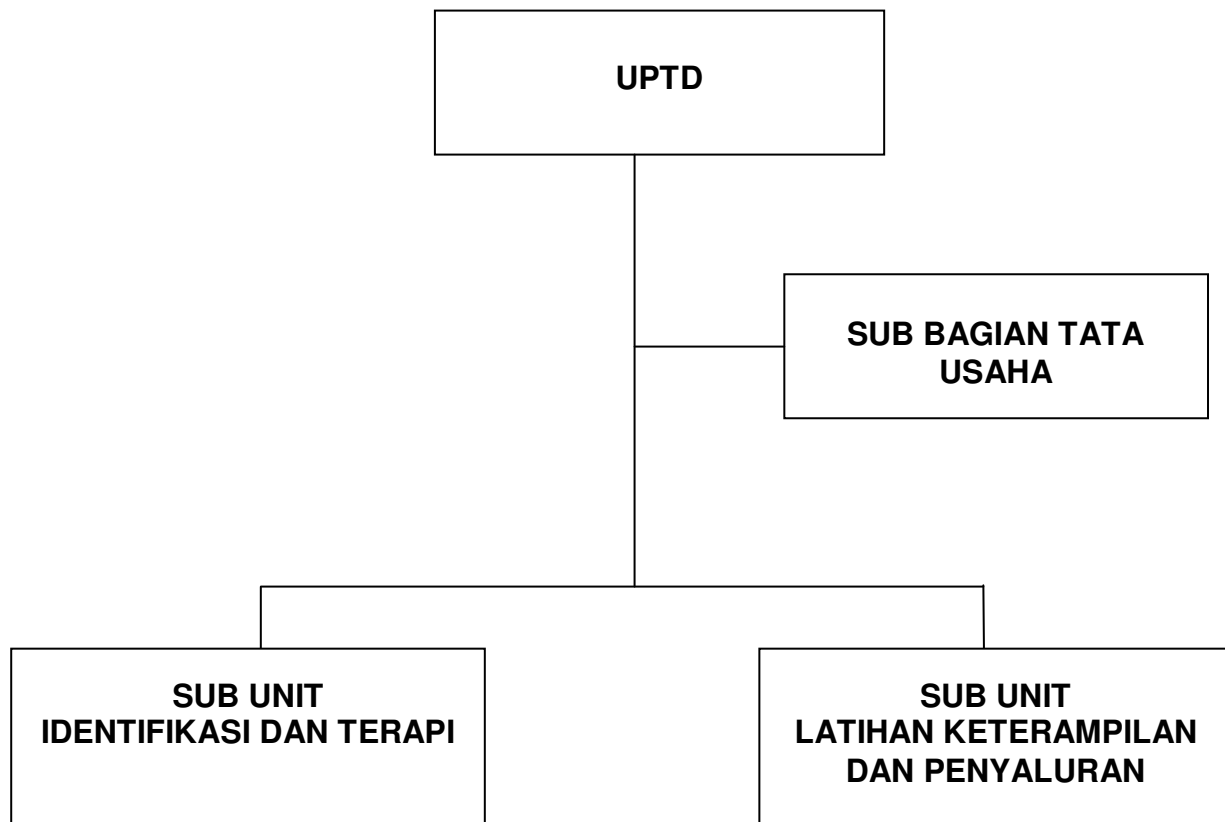 UPTD
SUB BAGIAN TATA
USAHA
SUB UNIT
IDENTIFIKASI DAN TERAPI
SUB UNIT
LATIHAN KETERAMPILAN
DAN PENYALURAN